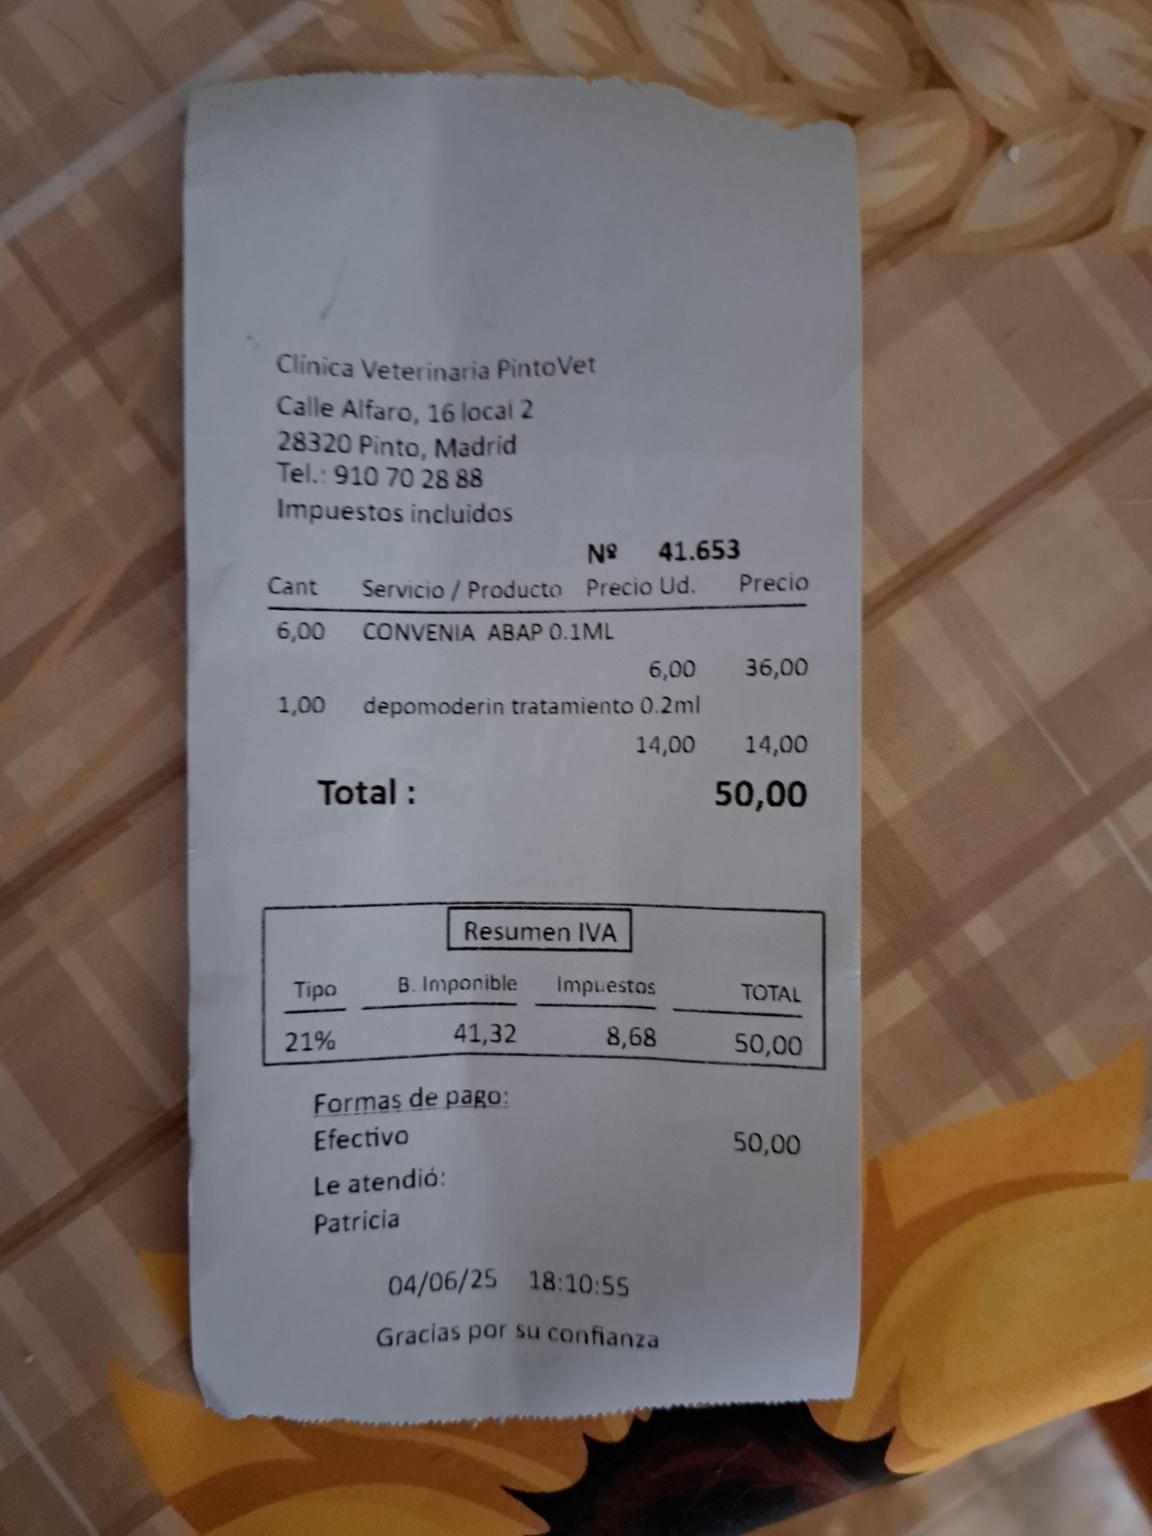 Clínica Veterinaria PintoVet
Calle Alfaro, 16 local 2
28320 Pinto, Madrid
Tel.: 910 70 28 88
Impuestos incluidos
Nº 41.653
Cant Servicio / Producto Precio Ud. Precio
6,00 CONVENIA ABAP 0.1ML
6,00 36,00
1,00 depomoderin tratamiento 0.2ml
14,00 14,00
Total : 50,00
Resumen IVA
Tipo B. Imponible Impuestos TOTAL
21% 41,32 8,68 50,00
Formas de pago:
Efectivo 50,00
Le atendió:
Patricia
04/06/25 18:10:55
Gracias por su confianza